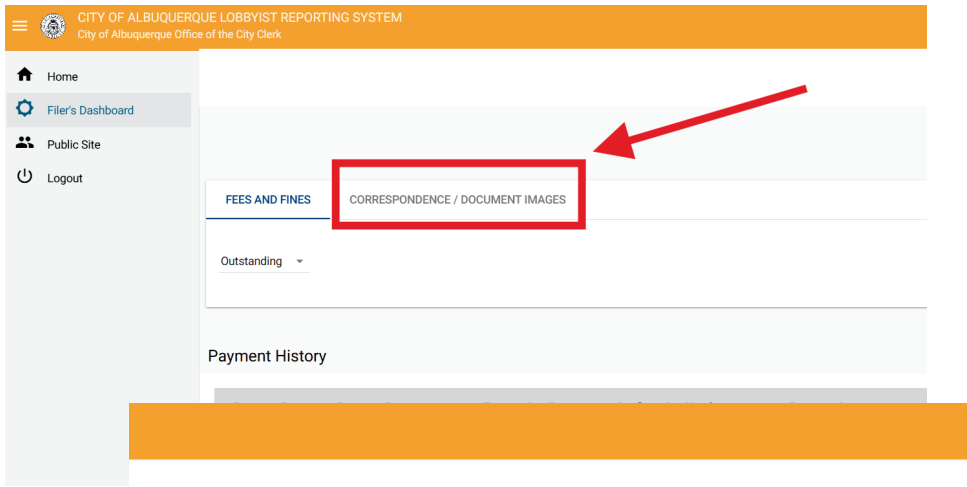 CITY OF ALBUQUERQUE LOBBYIST REPORTING SYSTEM
City of Albuquerque Office of the City Clerk
Home
Filer's Dashboard
Public Site
Logout
FEES AND FINES CORRESPONDENCE / DOCUMENT IMAGES
Outstanding
Payment History